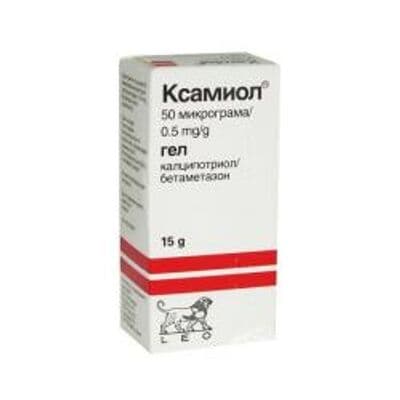 Ксамиол®
50 микрограма/
0.5 mg/g
гел
калципотриол/
бетаметазон
15 g
LEO